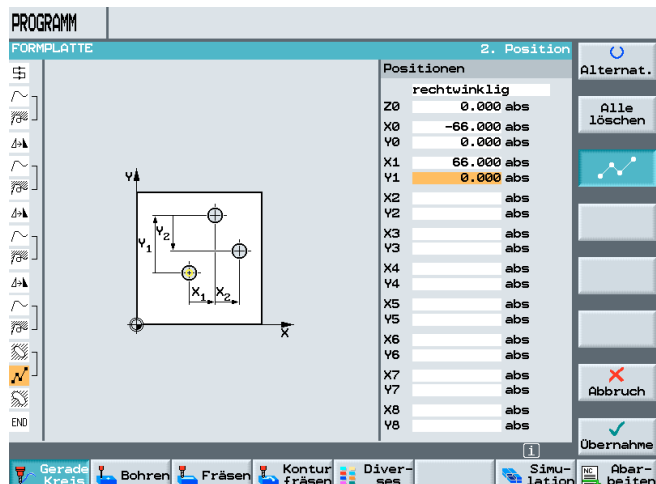 PROGRAMM
FORMPLATTE
2. Position
Alternat.
Positionen
rechtwinklig
Z0 0.000 abs
X0 -66.000 abs
Y0 0.000 abs
X1 66.000 abs
Y1 0.000 abs
X2 abs
Y2 abs
X3 abs
Y3 abs
X4 abs
Y4 abs
X5 abs
Y5 abs
X6 abs
Y6 abs
X7 abs
Y7 abs
X8 abs
Y8 abs
Alle
löschen
Abbruch
Übernahme
Y
Y1
Y2
X1
X2
X
END
i
Gerade
Kreis
Bohren
Fräsen
Kontur
fräsen
Diver-
ses
Simu-
lation
NC
Abar-
beiten